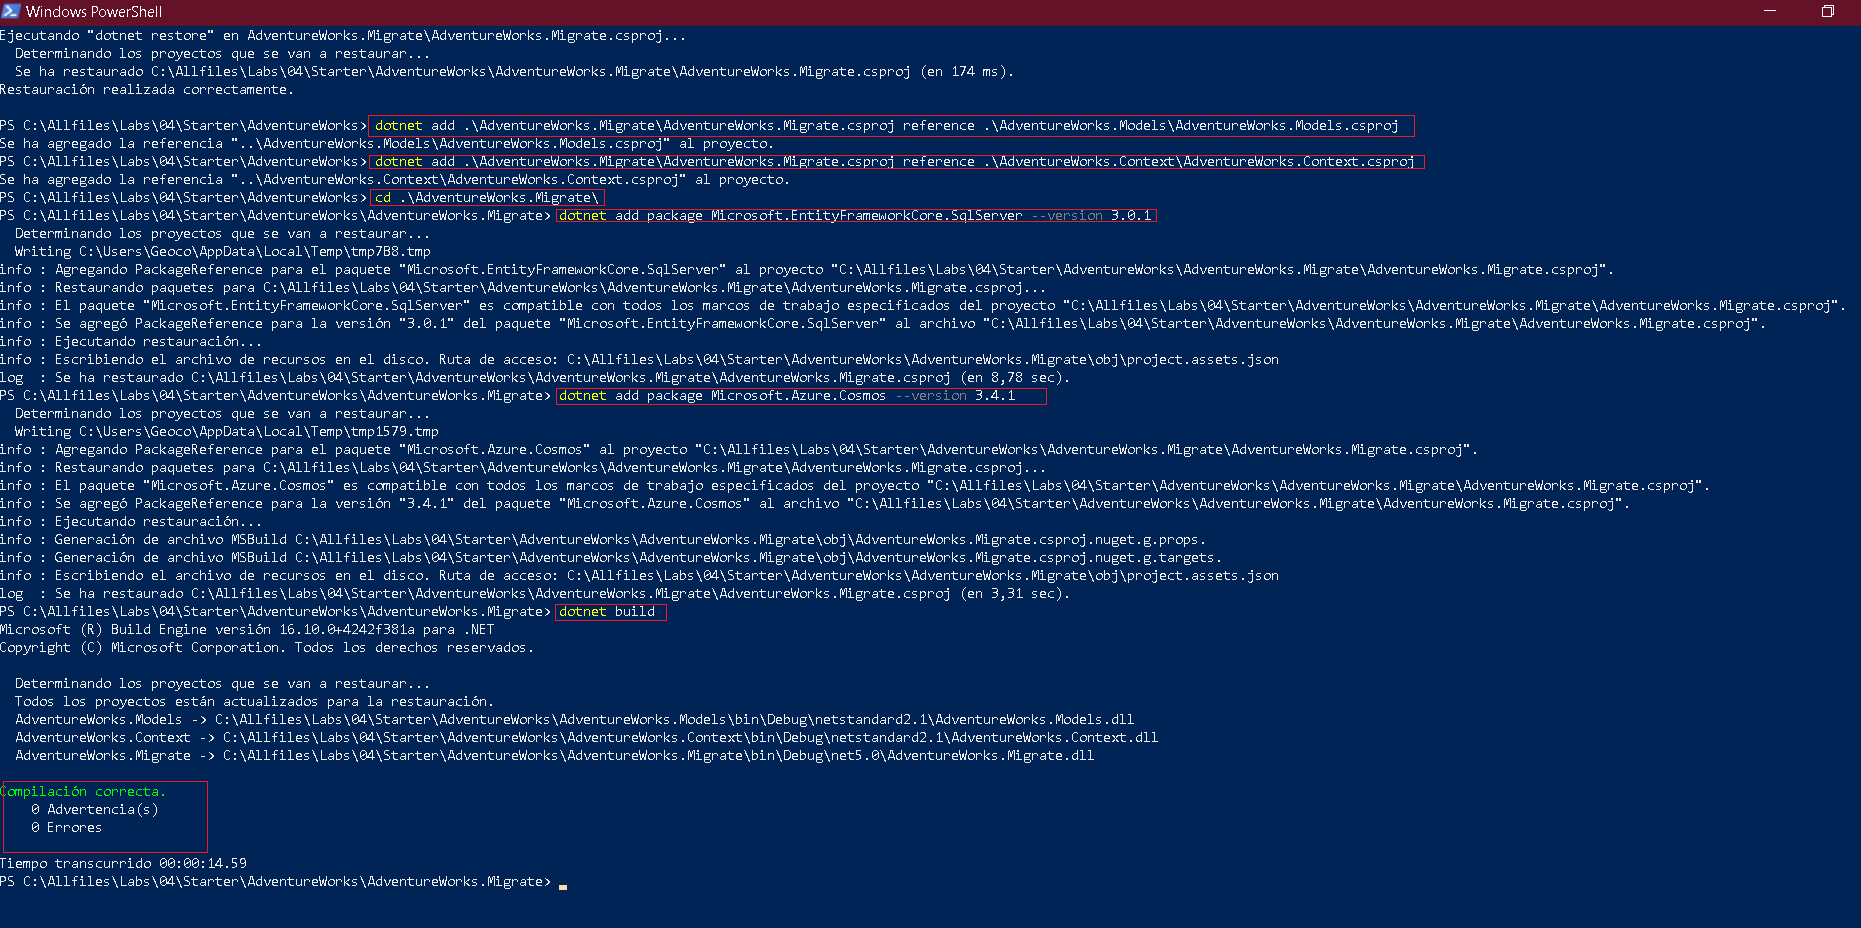 Windows PowerShell
Ejecutando "dotnet restore" en AdventureWorks.Migrate\AdventureWorks.Migrate.csproj...
  Determinando los proyectos que se van a restaurar...
  Se ha restaurado C:\Allfiles\Labs\04\Starter\AdventureWorks\AdventureWorks.Migrate\AdventureWorks.Migrate.csproj (en 174 ms).
Restauración realizada correctamente.
PS C:\Allfiles\Labs\04\Starter\AdventureWorks> dotnet add .\AdventureWorks.Migrate\AdventureWorks.Migrate.csproj reference .\AdventureWorks.Models\AdventureWorks.Models.csproj
Se ha agregado la referencia "..\AdventureWorks.Models\AdventureWorks.Models.csproj" al proyecto.
PS C:\Allfiles\Labs\04\Starter\AdventureWorks> dotnet add .\AdventureWorks.Migrate\AdventureWorks.Migrate.csproj reference .\AdventureWorks.Context\AdventureWorks.Context.csproj
Se ha agregado la referencia "..\AdventureWorks.Context\AdventureWorks.Context.csproj" al proyecto.
PS C:\Allfiles\Labs\04\Starter\AdventureWorks> cd .\AdventureWorks.Migrate\
PS C:\Allfiles\Labs\04\Starter\AdventureWorks\AdventureWorks.Migrate> dotnet add package Microsoft.EntityFrameworkCore.SqlServer --version 3.0.1
  Determinando los proyectos que se van a restaurar...
  Writing C:\Users\Geoco\AppData\Local\Temp\tmp7B8.tmp
info : Agregando PackageReference para el paquete "Microsoft.EntityFrameworkCore.SqlServer" al proyecto "C:\Allfiles\Labs\04\Starter\AdventureWorks\AdventureWorks.Migrate\AdventureWorks.Migrate.csproj".
info : Restaurando paquetes para C:\Allfiles\Labs\04\Starter\AdventureWorks\AdventureWorks.Migrate\AdventureWorks.Migrate.csproj...
info : El paquete "Microsoft.EntityFrameworkCore.SqlServer" es compatible con todos los marcos de trabajo especificados del proyecto "C:\Allfiles\Labs\04\Starter\AdventureWorks\AdventureWorks.Migrate\AdventureWorks.Migrate.csproj".
info : Se agregó PackageReference para la versión "3.0.1" del paquete "Microsoft.EntityFrameworkCore.SqlServer" al archivo "C:\Allfiles\Labs\04\Starter\AdventureWorks\AdventureWorks.Migrate\AdventureWorks.Migrate.csproj".
info : Ejecutando restauración...
info : Escribiendo el archivo de recursos en el disco. Ruta de acceso: C:\Allfiles\Labs\04\Starter\AdventureWorks\AdventureWorks.Migrate\obj\project.assets.json
log  : Se ha restaurado C:\Allfiles\Labs\04\Starter\AdventureWorks\AdventureWorks.Migrate\AdventureWorks.Migrate.csproj (en 8,78 sec).
PS C:\Allfiles\Labs\04\Starter\AdventureWorks\AdventureWorks.Migrate> dotnet add package Microsoft.Azure.Cosmos --version 3.4.1
  Determinando los proyectos que se van a restaurar...
  Writing C:\Users\Geoco\AppData\Local\Temp\tmp1579.tmp
info : Agregando PackageReference para el paquete "Microsoft.Azure.Cosmos" al proyecto "C:\Allfiles\Labs\04\Starter\AdventureWorks\AdventureWorks.Migrate\AdventureWorks.Migrate.csproj".
info : Restaurando paquetes para C:\Allfiles\Labs\04\Starter\AdventureWorks\AdventureWorks.Migrate\AdventureWorks.Migrate.csproj...
info : El paquete "Microsoft.Azure.Cosmos" es compatible con todos los marcos de trabajo especificados del proyecto "C:\Allfiles\Labs\04\Starter\AdventureWorks\AdventureWorks.Migrate\AdventureWorks.Migrate.csproj".
info : Se agregó PackageReference para la versión "3.4.1" del paquete "Microsoft.Azure.Cosmos" al archivo "C:\Allfiles\Labs\04\Starter\AdventureWorks\AdventureWorks.Migrate\AdventureWorks.Migrate.csproj".
info : Ejecutando restauración...
info : Generación de archivo MSBuild C:\Allfiles\Labs\04\Starter\AdventureWorks\AdventureWorks.Migrate\obj\AdventureWorks.Migrate.csproj.nuget.g.props.
info : Generación de archivo MSBuild C:\Allfiles\Labs\04\Starter\AdventureWorks\AdventureWorks.Migrate\obj\AdventureWorks.Migrate.csproj.nuget.g.targets.
info : Escribiendo el archivo de recursos en el disco. Ruta de acceso: C:\Allfiles\Labs\04\Starter\AdventureWorks\AdventureWorks.Migrate\obj\project.assets.json
log  : Se ha restaurado C:\Allfiles\Labs\04\Starter\AdventureWorks\AdventureWorks.Migrate\AdventureWorks.Migrate.csproj (en 3,31 sec).
PS C:\Allfiles\Labs\04\Starter\AdventureWorks\AdventureWorks.Migrate> dotnet build
Microsoft (R) Build Engine versión 16.10.0+4242f381a para .NET
Copyright (C) Microsoft Corporation. Todos los derechos reservados.
  Determinando los proyectos que se van a restaurar...
  Todos los proyectos están actualizados para la restauración.
  AdventureWorks.Models -> C:\Allfiles\Labs\04\Starter\AdventureWorks\AdventureWorks.Models\bin\Debug\netstandard2.1\AdventureWorks.Models.dll
  AdventureWorks.Context -> C:\Allfiles\Labs\04\Starter\AdventureWorks\AdventureWorks.Context\bin\Debug\netstandard2.1\AdventureWorks.Context.dll
  AdventureWorks.Migrate -> C:\Allfiles\Labs\04\Starter\AdventureWorks\AdventureWorks.Migrate\bin\Debug\net5.0\AdventureWorks.Migrate.dll
Compilación correcta.
    0 Advertencia(s)
    0 Errores
Tiempo transcurrido 00:00:14.59
PS C:\Allfiles\Labs\04\Starter\AdventureWorks\AdventureWorks.Migrate>